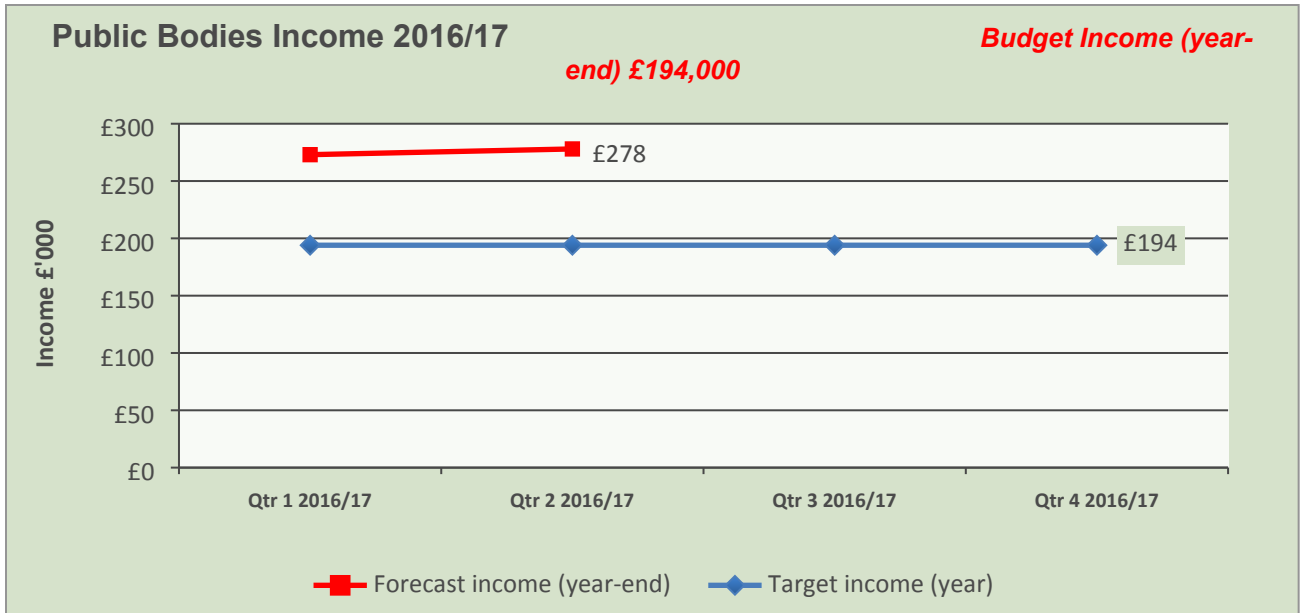 Public Bodies Income 2016/17 Budget Income (year-
end) £194,000
£300
£250
£200
£150
£100
£50
£0
Income £'000
£278
£194
Qtr 1 2016/17 Qtr 2 2016/17 Qtr 3 2016/17 Qtr 4 2016/17
Forecast income (year-end) Target income (year)